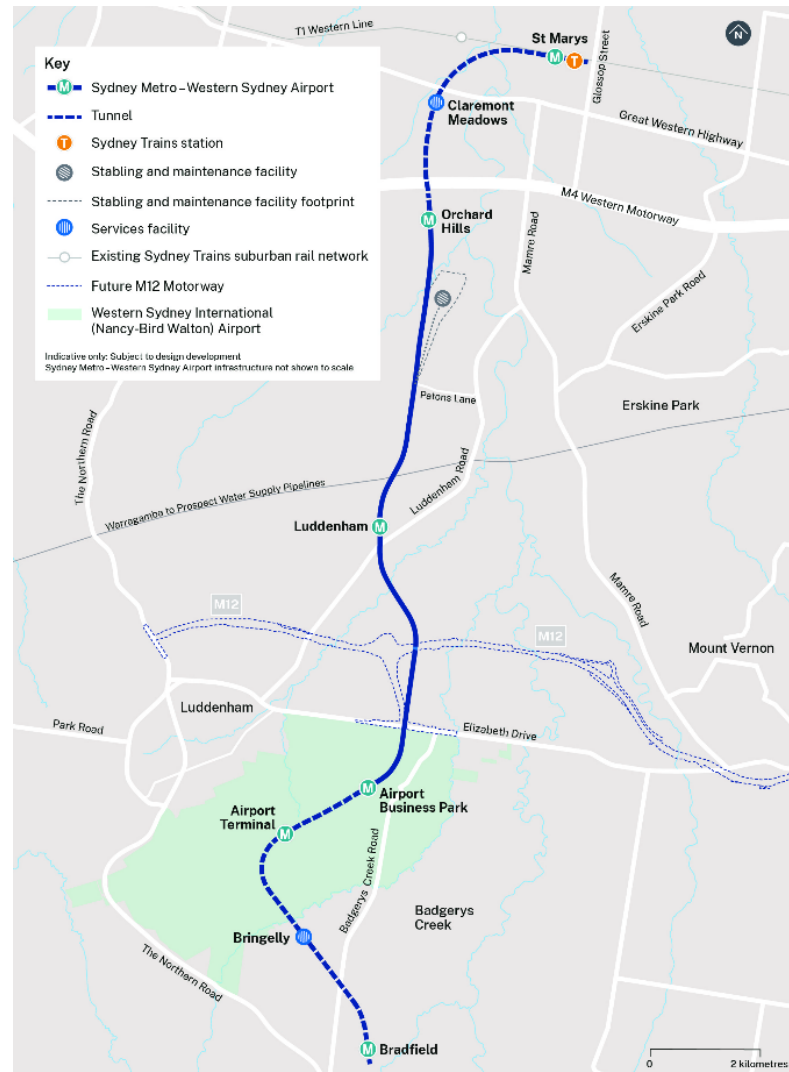 T1 Western Line
St Marys
N
M
T
Glossop Street
Key
M
Sydney Metro – Western Sydney Airport
Tunnel
T
Sydney Trains station
Stabling and maintenance facility
Stabling and maintenance facility footprint
Services facility
Existing Sydney Trains suburban rail network
Future M12 Motorway
Western Sydney International
(Nancy-Bird Walton) Airport
Indicative only: Subject to design development
Sydney Metro – Western Sydney Airport infrastructure not shown to scale
Claremont
Meadows
Great Western Highway
M4 Western Motorway
M
Orchard
Hills
Mamre Road
Erskine Park Road
Patons Lane
Erskine Park
The Northern Road
Warragamba to Prospect Water Supply Pipelines
Luddenham Road
Luddenham
M
M12
M12
Mamre Road
Mount Vernon
Luddenham
Park Road
Elizabeth Drive
M
Airport
Business Park
Airport
Terminal
M
Badgerys Creek Road
Badgerys
Creek
Bringelly
The Northern Road
M
Bradfield
0
2 kilometres